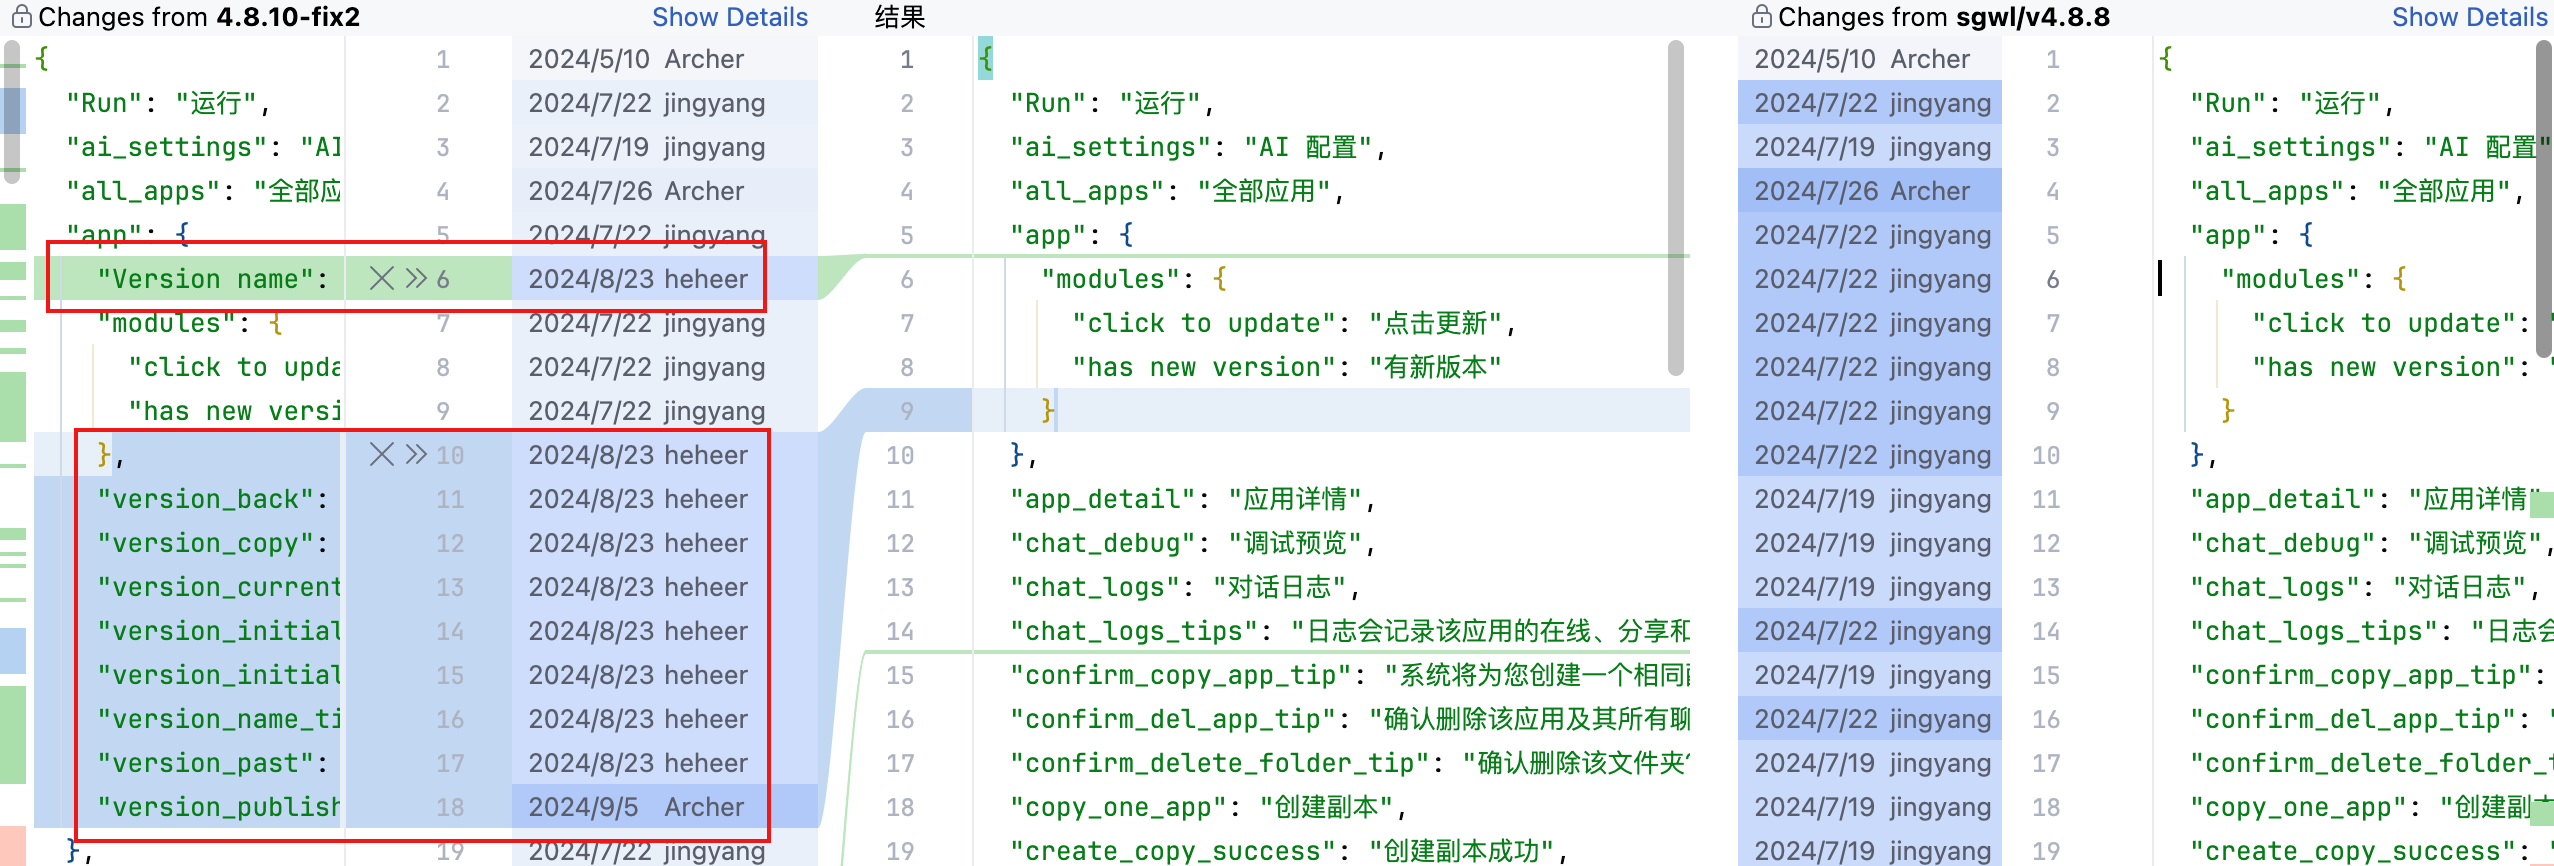 Changes from 4.8.10-fix2 Show Details
{ 1 2024/5/10 Archer
"Run": "运行", 2 2024/7/22 jingyang
"ai_settings": "AI 3 2024/7/19 jingyang
"all_apps": "全部应 4 2024/7/26 Archer
"app": { 5 2024/7/22 jingyang
"Version name": 6 2024/8/23 heheer
"modules": { 7 2024/7/22 jingyang
"click to upda 8 2024/7/22 jingyang
"has new versi 9 2024/7/22 jingyang
}, 10 2024/8/23 heheer
"version_back": 11 2024/8/23 heheer
"version_copy": 12 2024/8/23 heheer
"version_current 13 2024/8/23 heheer
"version_initial 14 2024/8/23 heheer
"version_initial 15 2024/8/23 heheer
"version_name_ti 16 2024/8/23 heheer
"version_past": 17 2024/8/23 heheer
"version_publish 18 2024/9/5 Archer
}, 19 2024/7/22 jingyang
结果
1 {
2 "Run": "运行",
3 "ai_settings": "AI 配置",
4 "all_apps": "全部应用",
5 "app": {
6 "modules": {
7 "click to update": "点击更新",
8 "has new version": "有新版本"
9 }
10 },
11 "app_detail": "应用详情",
12 "chat_debug": "调试预览",
13 "chat_logs": "对话日志",
14 "chat_logs_tips": "日志会记录该应用的在线、分享和
15 "confirm_copy_app_tip": "系统将为您创建一个相同
16 "confirm_del_app_tip": "确认删除该应用及其所有聊
17 "confirm_delete_folder_tip": "确认删除该文件夹
18 "copy_one_app": "创建副本",
19 "create_copy_success": "创建副本成功",
Changes from sgwl/v4.8.8 Show Details
2024/5/10 Archer 1 {
2024/7/22 jingyang 2 "Run": "运行",
2024/7/19 jingyang 3 "ai_settings": "AI 配置"
2024/7/26 Archer 4 "all_apps": "全部应用",
2024/7/22 jingyang 5 "app": {
2024/7/22 jingyang 6 "modules": {
2024/7/22 jingyang 7 "click to update":
2024/7/22 jingyang 8 "has new version":
2024/7/22 jingyang 9 }
2024/7/22 jingyang 10 },
2024/7/19 jingyang 11 "app_detail": "应用详情"
2024/7/19 jingyang 12 "chat_debug": "调试预览",
2024/7/19 jingyang 13 "chat_logs": "对话日志",
2024/7/22 jingyang 14 "chat_logs_tips": "日志
2024/7/19 jingyang 15 "confirm_copy_app_tip":
2024/7/22 jingyang 16 "confirm_del_app_tip": "
2024/7/19 jingyang 17 "confirm_delete_folder_
2024/7/19 jingyang 18 "copy_one_app": "创建副
2024/7/19 jingyang 19 "create_copy_success": "